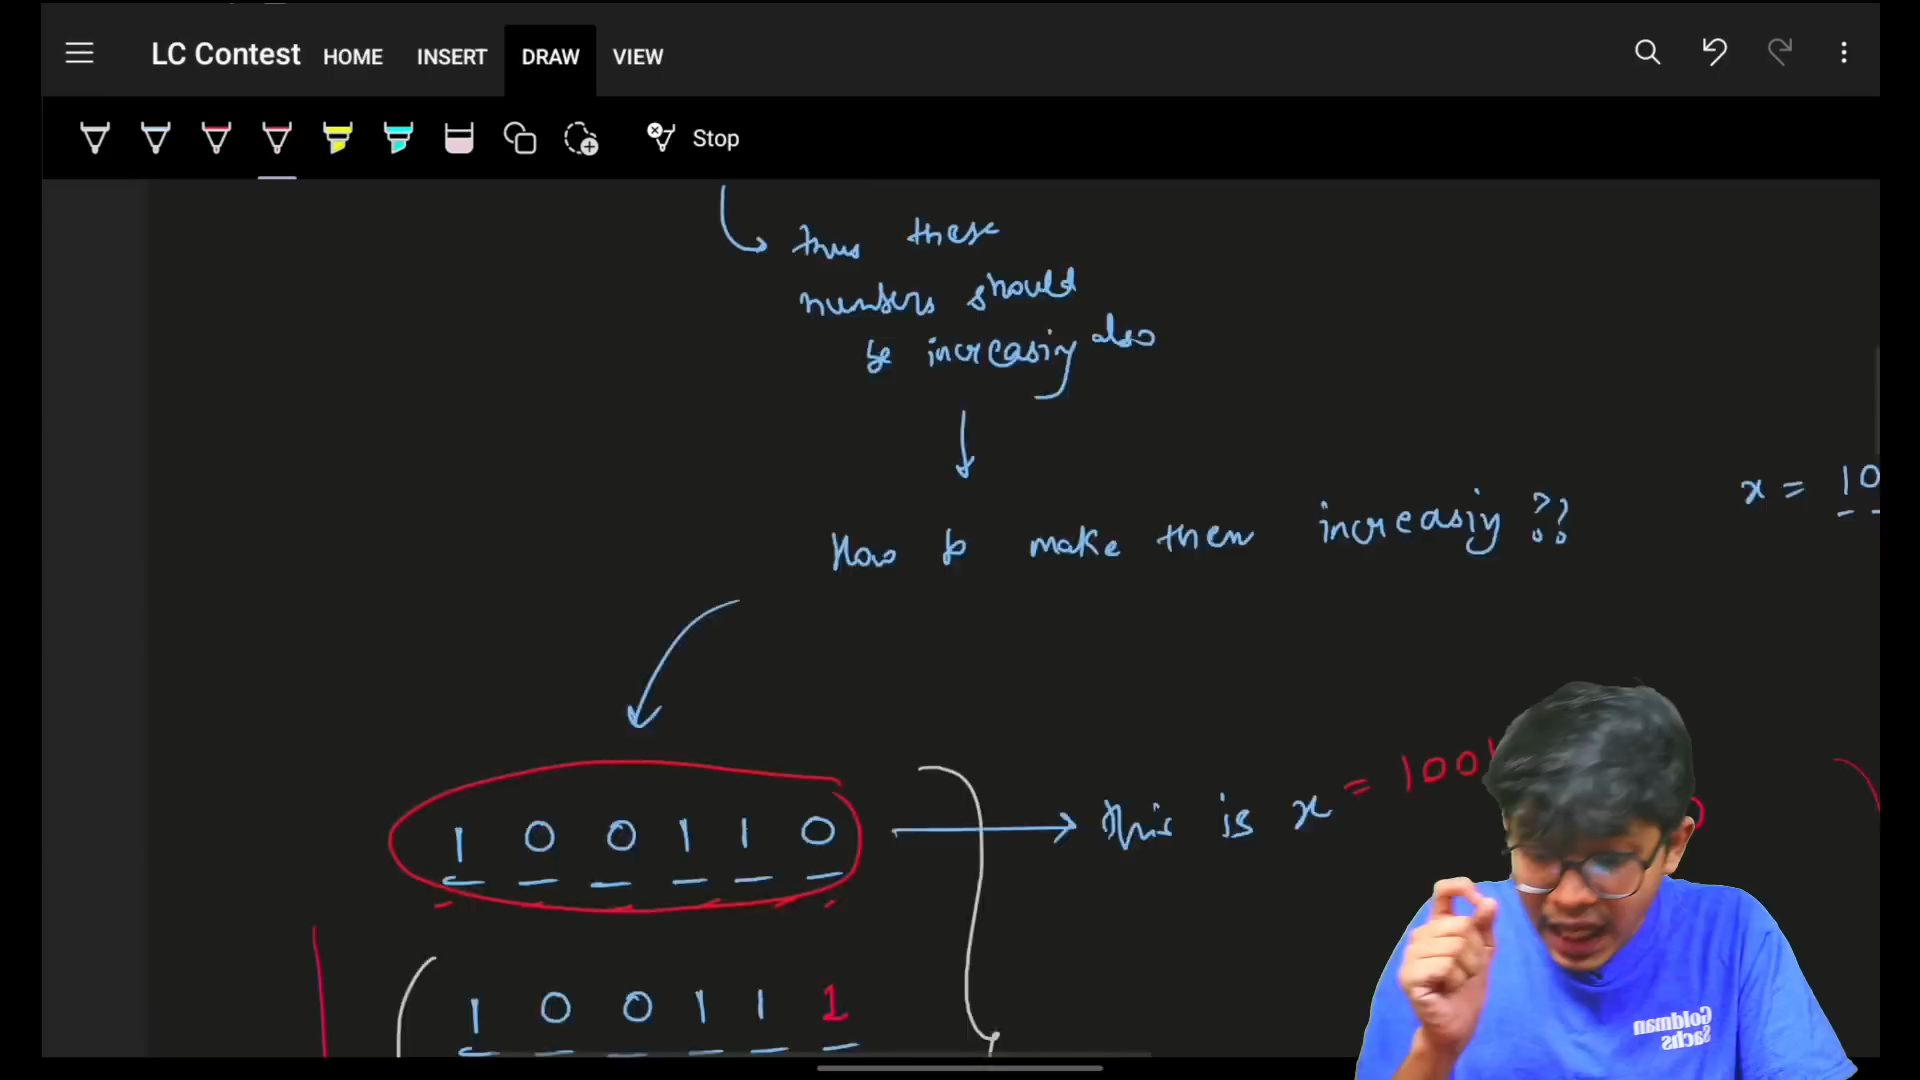 LC Contest HOME INSERT DRAW VIEW
Stop
thus these
numbers should
be increasing also
x = 10
How to make them increasing ??
1 0 0 1 1 0
this is x = 1001
1 0 0 1 1 1
Goldman
Sachs